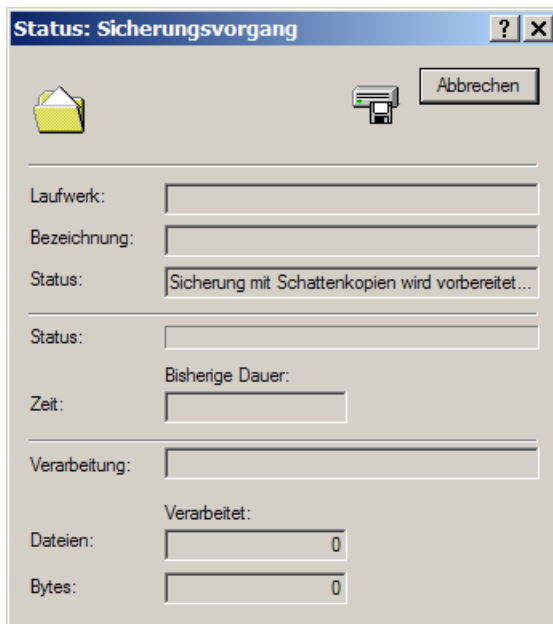 Status: Sicherungsvorgang
Abbrechen
Laufwerk:
Bezeichnung:
Status: Sicherung mit Schattenkopien wird vorbereitet...
Status:
Bisherige Dauer:
Zeit:
Verarbeitung:
Verarbeitet:
Dateien: 0
Bytes: 0